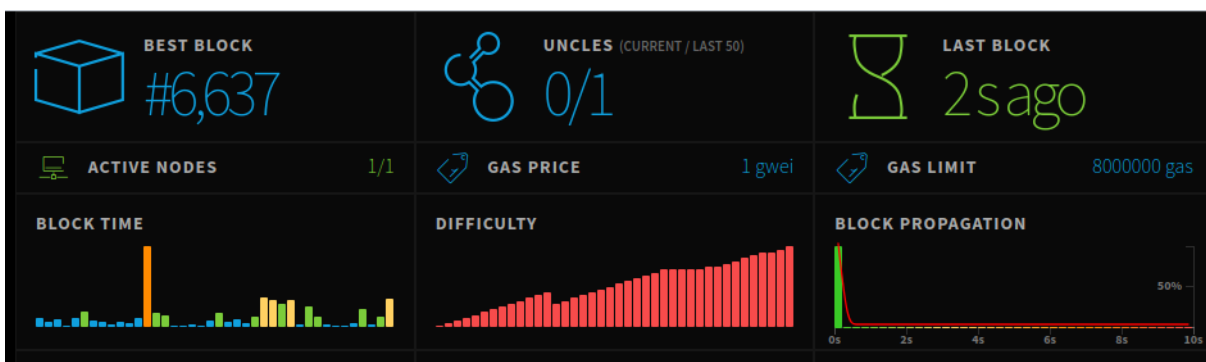 BEST BLOCK
#6,637
UNCLES (CURRENT / LAST 50)
0/1
LAST BLOCK
2 s ago
ACTIVE NODES 1/1
GAS PRICE 1 gwei
GAS LIMIT 8000000 gas
BLOCK TIME
DIFFICULTY
BLOCK PROPAGATION
50%
0s 2s 4s 6s 8s 10s